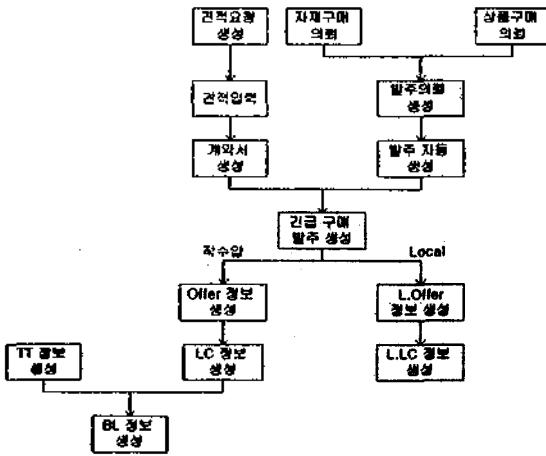 견적요청
생성
자재구매
의뢰
상품구매
의뢰
견적입력
발주의뢰
생성
계약서
생성
발주 자동
생성
긴급 구매
발주 생성
직수입
Local
Offer 정보
생성
L.Offer
정보 생성
TT 정보
생성
LC 정보
생성
L.LC 정보
생성
BL 정보
생성